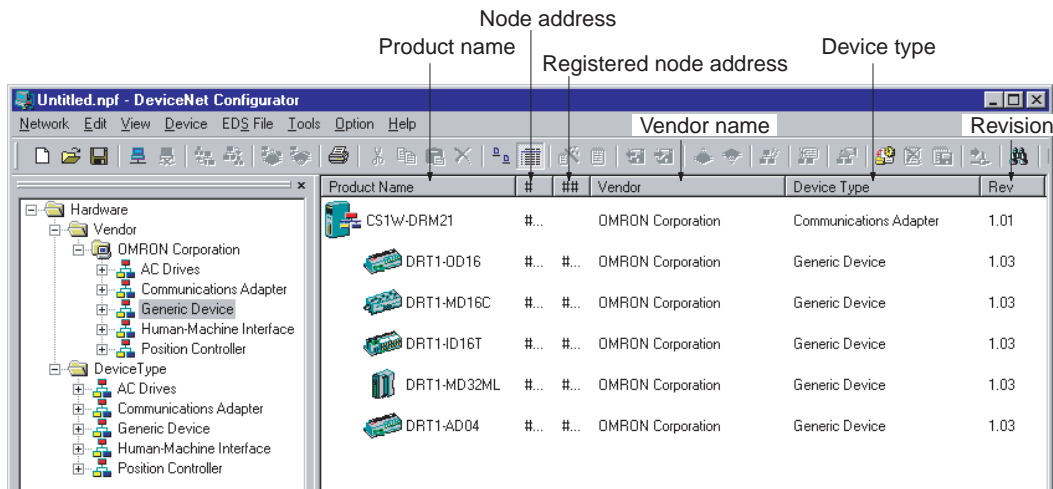 Node address
Product name
Device type
Registered node address
Untitled.npf - DeviceNet Configurator
Network Edit View Device EDS File Tools Option Help
Vendor name
Revision
Product Name # ## Vendor Device Type Rev
Hardware
Vendor
OMRON Corporation
AC Drives
Communications Adapter
Generic Device
Human-Machine Interface
Position Controller
DeviceType
AC Drives
Communications Adapter
Generic Device
Human-Machine Interface
Position Controller
CS1W-DRM21 #... OMRON Corporation Communications Adapter 1.01
DRT1-OD16 #... #... OMRON Corporation Generic Device 1.03
DRT1-MD16C #... #... OMRON Corporation Generic Device 1.03
DRT1-ID16T #... #... OMRON Corporation Generic Device 1.03
DRT1-MD32ML #... #... OMRON Corporation Generic Device 1.03
DRT1-AD04 #... #... OMRON Corporation Generic Device 1.03